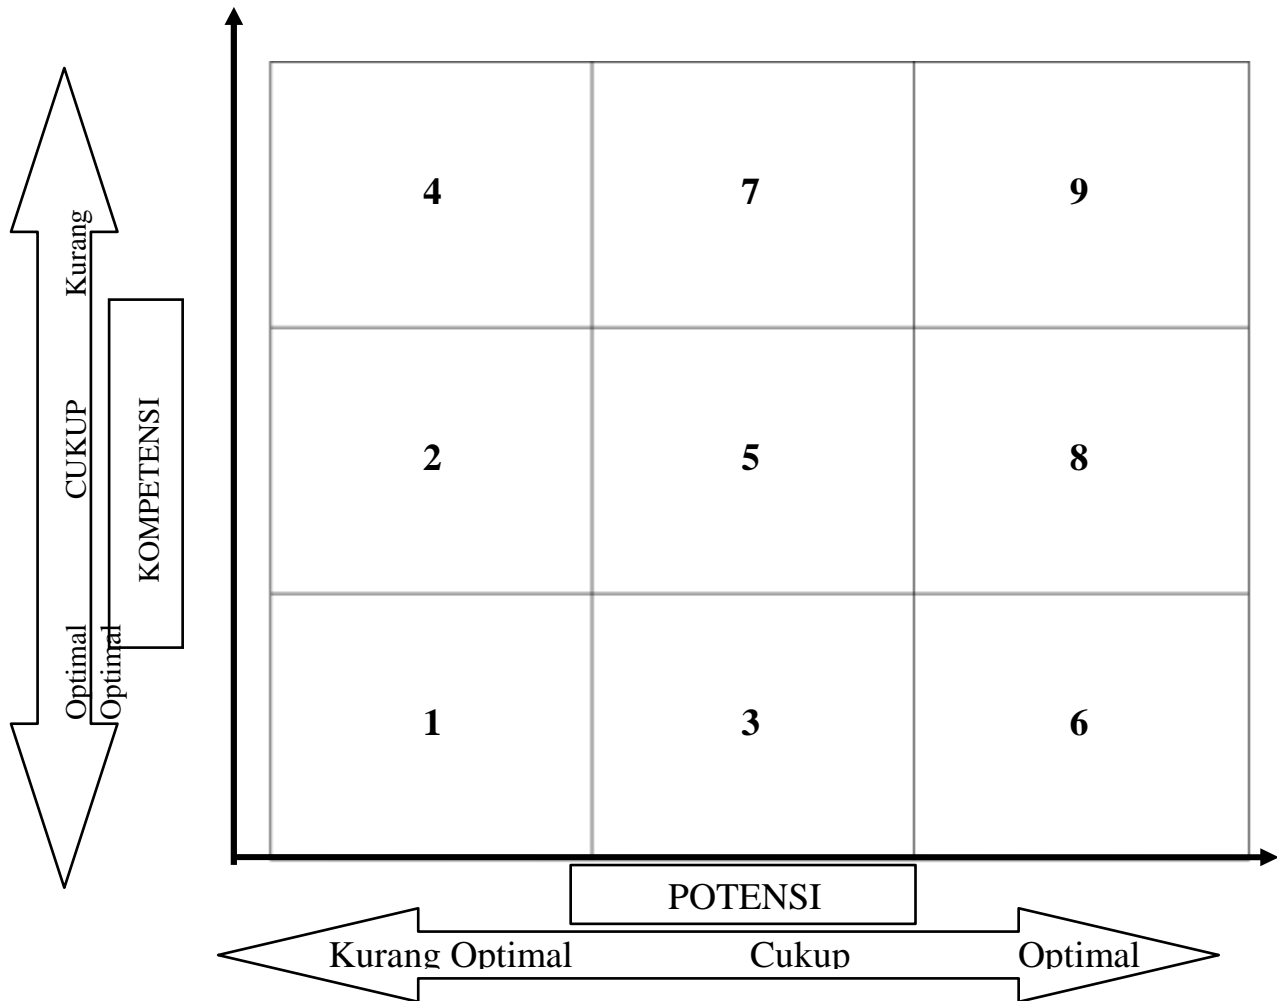 4 7 9
Kurang
2 5 8
CUKUP
KOMPETENSI
Optimal
Optimal
1 3 6
POTENSI
Kurang Optimal Cukup Optimal